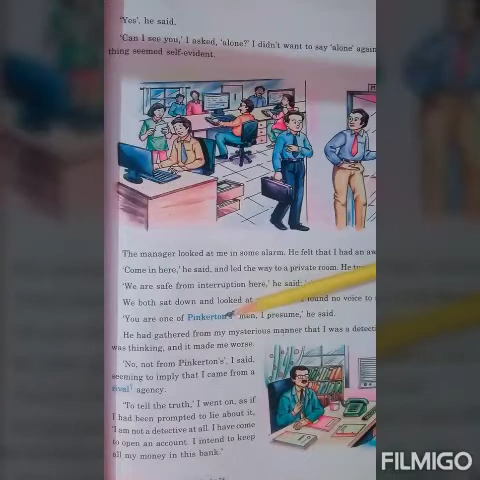 'Yes', he said.
'Can I see you,' I asked, 'alone?' I didn't want to say 'alone' again
thing seemed self-evident.
The manager looked at me in some alarm. He felt that I had an aw
'Come in here,' he said, and led the way to a private room. He
'We are safe from interruption here,' he said;
We both sat down and looked at found no voice to
'You are one of Pinkerton's men, I presume,' he said.
He had gathered from my mysterious manner that I was a detecti
was thinking, and it made me worse.
'No, not from Pinkerton's', I said,
seeming to imply that I came from a
rival agency.
'To tell the truth,' I went on, as if
I had been prompted to lie about it,
'I am not a detective at all. I have come
to open an account. I intend to keep
all my money in this bank.'
FILMIGO